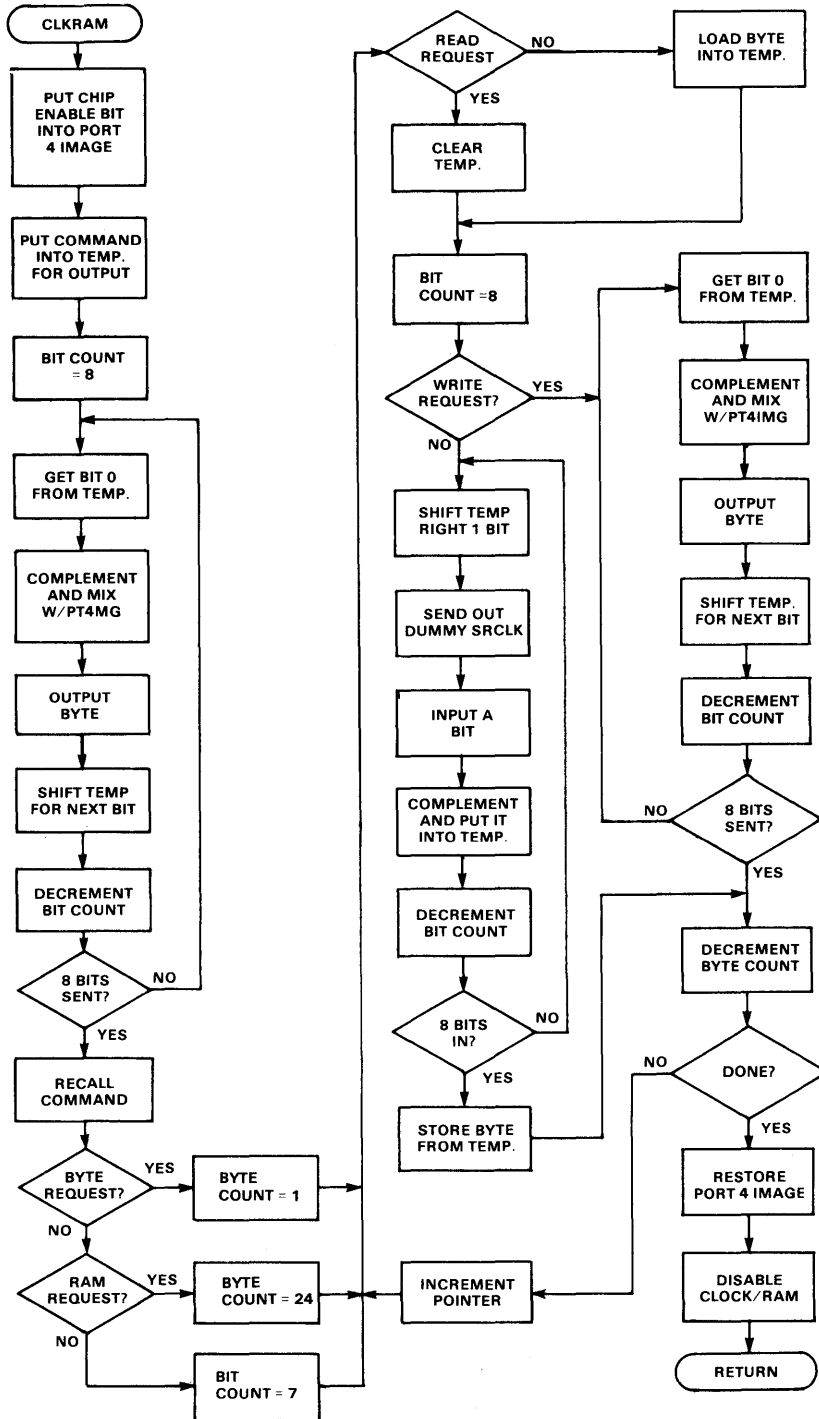 CLKRAM
PUT CHIP
ENABLE BIT
INTO PORT
4 IMAGE
PUT COMMAND
INTO TEMP.
FOR OUTPUT
BIT COUNT
= 8
GET BIT 0
FROM TEMP.
COMPLEMENT
AND MIX
W/PT4MG
OUTPUT
BYTE
SHIFT TEMP
FOR NEXT BIT
DECREMENT
BIT COUNT
8 BITS
SENT?
NO
YES
RECALL
COMMAND
BYTE
REQUEST?
YES
BYTE
COUNT = 1
NO
RAM
REQUEST?
YES
BYTE
COUNT = 24
NO
BIT
COUNT = 7
READ
REQUEST
NO
LOAD BYTE
INTO TEMP.
YES
CLEAR
TEMP.
BIT
COUNT =8
WRITE
REQUEST?
YES
NO
SHIFT TEMP
RIGHT 1 BIT
SEND OUT
DUMMY SRCLK
INPUT A
BIT
COMPLEMENT
AND PUT IT
INTO TEMP.
DECREMENT
BIT COUNT
8 BITS
IN?
NO
YES
STORE BYTE
FROM TEMP.
INCREMENT
POINTER
GET BIT 0
FROM TEMP.
COMPLEMENT
AND MIX
W/PT4IMG
OUTPUT
BYTE
SHIFT TEMP.
FOR NEXT BIT
DECREMENT
BIT COUNT
NO
8 BITS
SENT?
YES
DECREMENT
BYTE COUNT
NO
DONE?
YES
RESTORE
PORT 4 IMAGE
DISABLE
CLOCK/RAM
RETURN